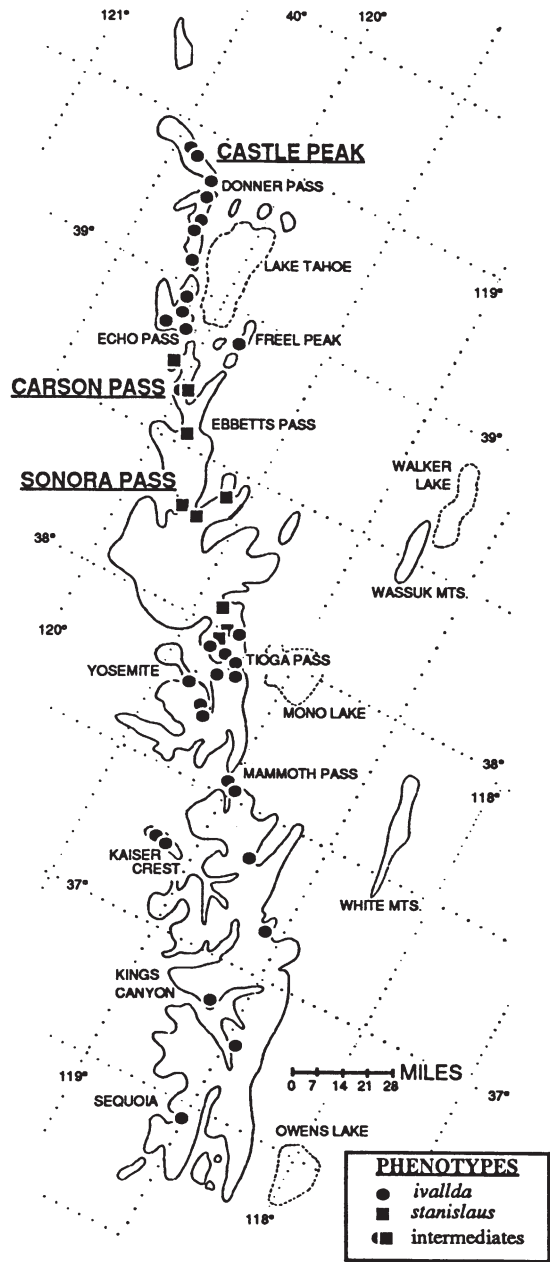 121°
40°
120°
CASTLE PEAK
DONNER PASS
39°
LAKE TAHOE
119°
ECHO PASS
FREEL PEAK
CARSON PASS
EBBETTS PASS
39°
WALKER
LAKE
SONORA PASS
38°
WASSUK MTS.
120°
TIOGA PASS
YOSEMITE
MONO LAKE
38°
MAMMOTH PASS
118°
KAISER
CREST.
37°
WHITE MTS.
KINGS
CANYON
MILES
0 7 14 21 28
119°
37°
SEQUOIA
OWENS LAKE
118°
PHENOTYPES
ivallda
stanislaus
intermediates